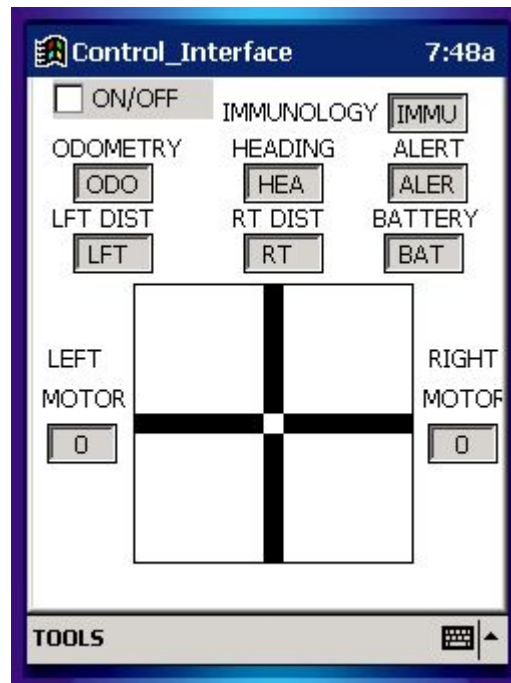 Control_Interface 7:48a
ON/OFF
IMMUNOLOGY IMMU
ODOMETRY HEADING ALERT
ODO HEA ALER
LFT DIST RT DIST BATTERY
LFT RT BAT
LEFT RIGHT
MOTOR MOTOR
0 0
TOOLS